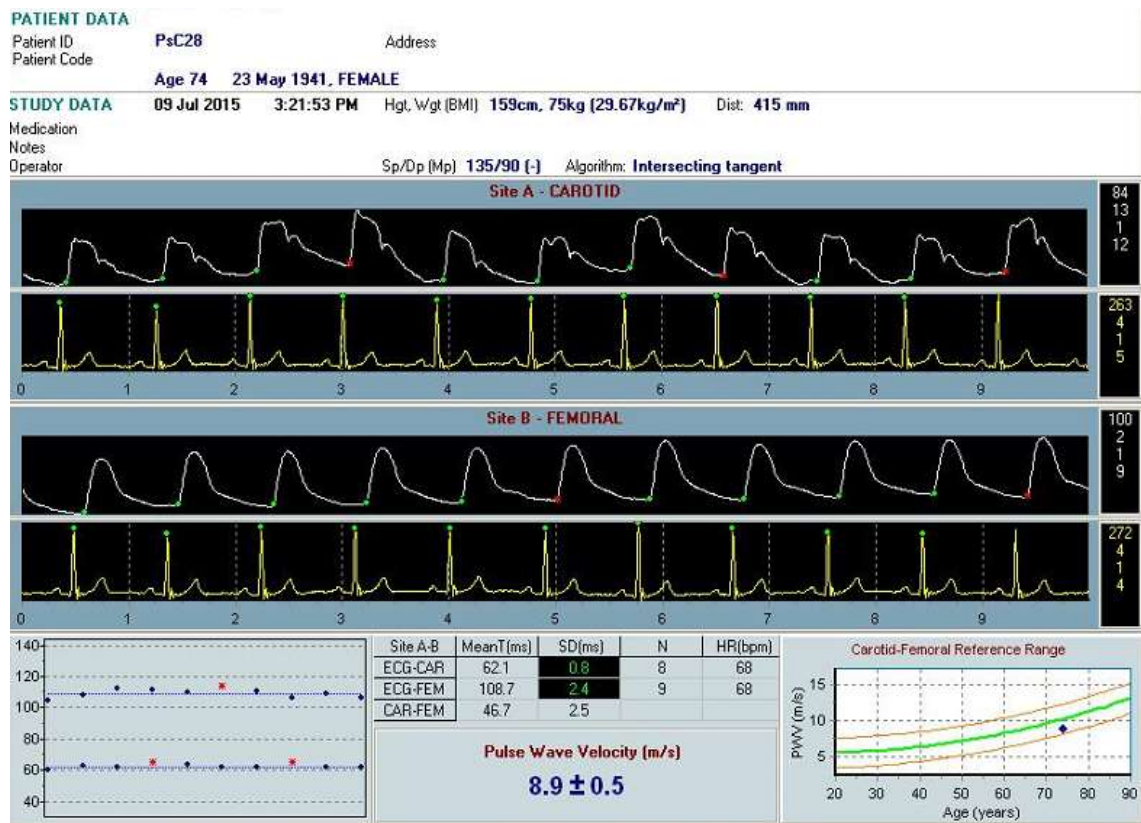 PATIENT DATA
Patient ID PsC28 Address
Patient Code
Age 74 23 May 1941, FEMALE
STUDY DATA 09 Jul 2015 3:21:53 PM Hgt, Wgt (BMI) 159cm, 75kg (29.67kg/m²) Dist: 415 mm
Medication
Notes
Operator Sp/Dp (Mp) 135/90 (-) Algorithm: Intersecting tangent
Site A - CAROTID
84
13
1
12
263
4
1
5
0 1 2 3 4 5 6 7 8 9
Site B - FEMORAL
100
2
1
9
272
4
1
4
0 1 2 3 4 5 6 7 8 9
140
120
100
80
60
40
Site A-B MeanT(ms) SD(ms) N HR(bpm)
ECG-CAR 62.1 0.8 8 68
ECG-FEM 108.7 2.4 9 68
CAR-FEM 46.7 2.5
Pulse Wave Velocity (m/s)
8.9 ± 0.5
Carotid-Femoral Reference Range
PWV (m/s)
15
10
5
20 30 40 50 60 70 80 90
Age (years)